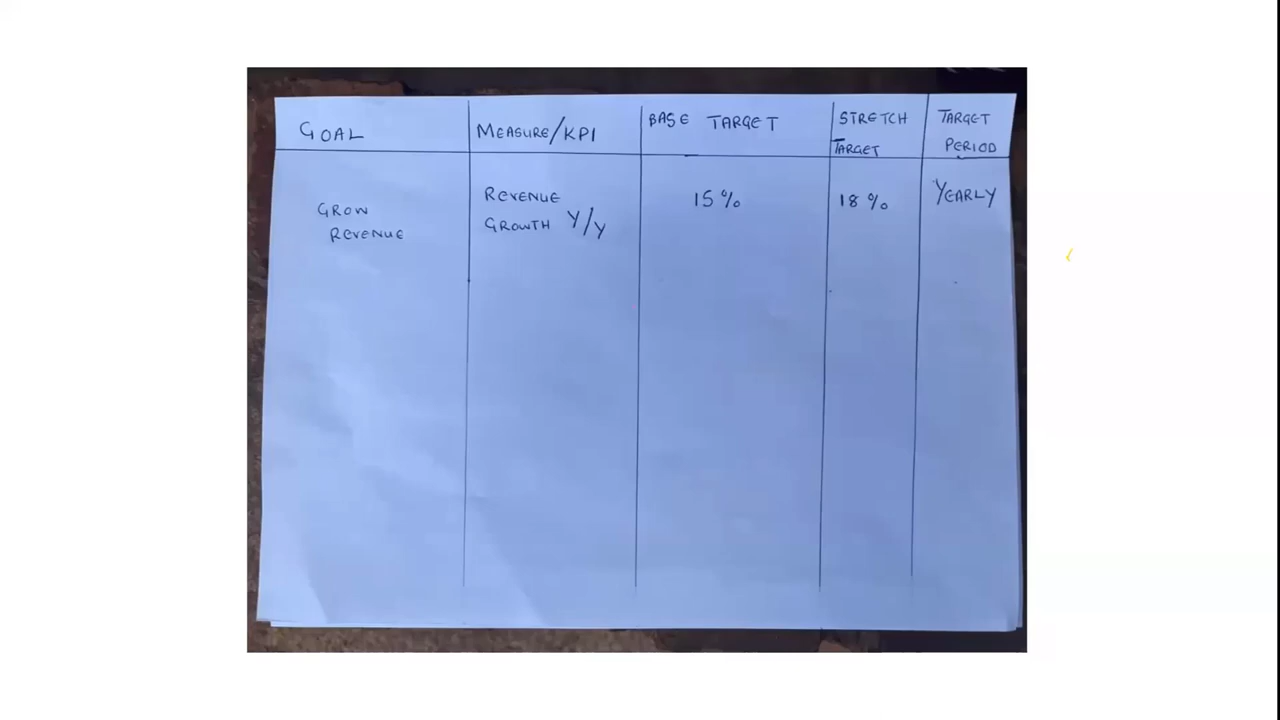 GOAL
MEASURE/KPI
BASE TARGET
STRETCH
TARGET
TARGET
PERIOD
GROW
REVENUE
REVENUE
GROWTH Y/Y
15%
18%
YEARLY